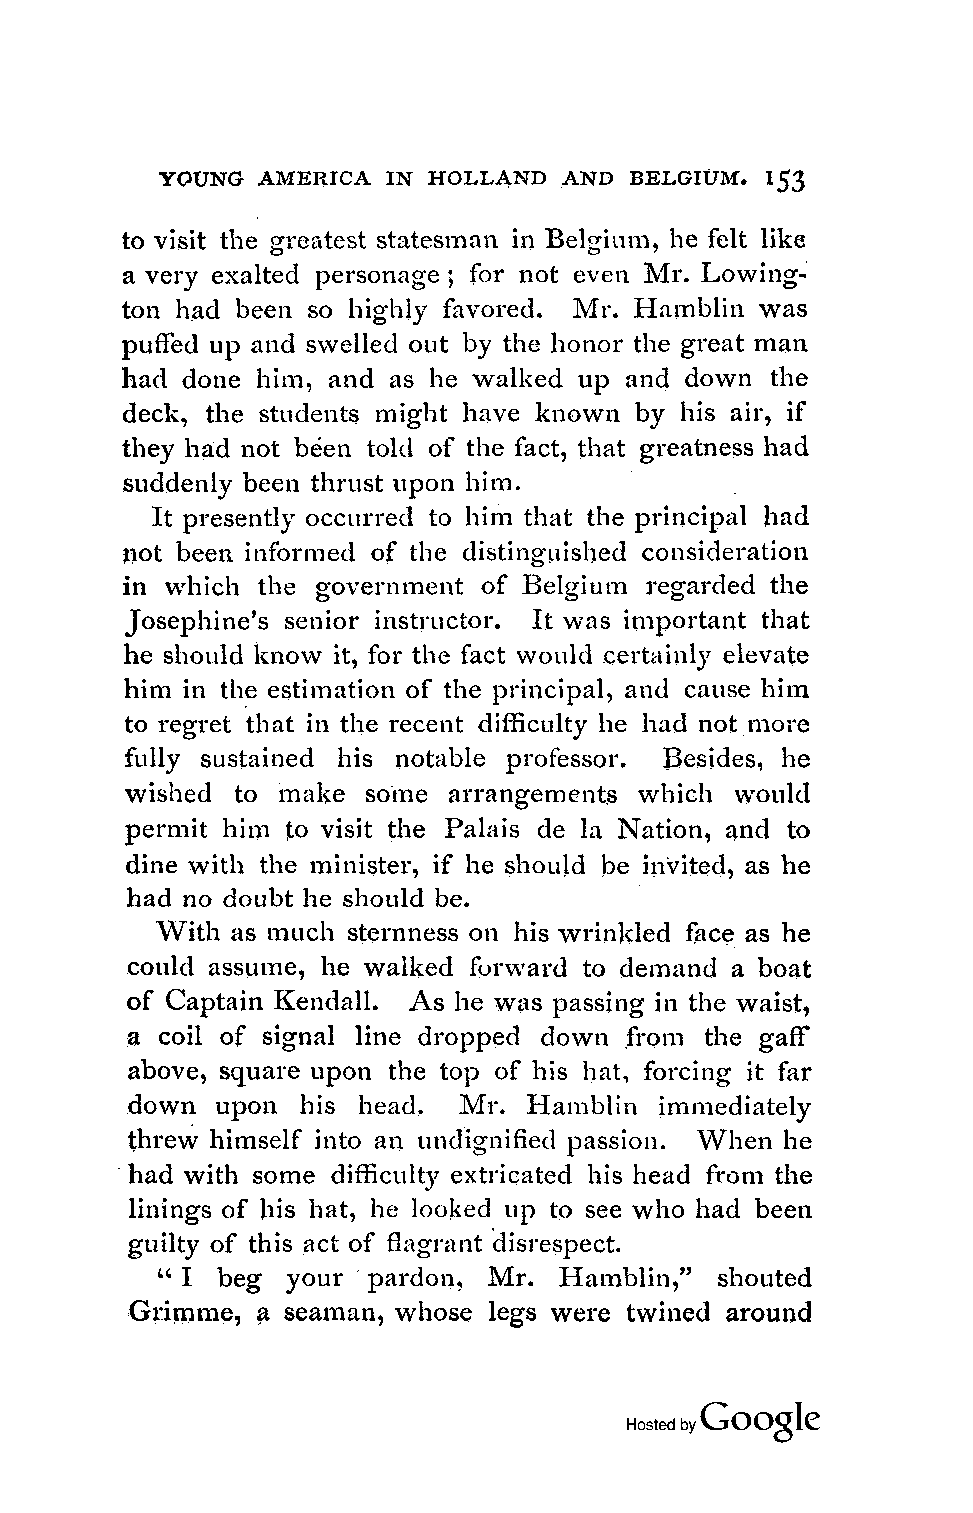 YOUNG AMERICA IN HOLLAND AND BELGIUM. 153
to visit the greatest statesman in Belgium, he felt like
a very exalted personage; for not even Mr. Lowing-
ton had been so highly favored. Mr. Hamblin was
puffed up and swelled out by the honor the great man
had done him, and as he walked up and down the
deck, the students might have known by his air, if
they had not been told of the fact, that greatness had
suddenly been thrust upon him.
It presently occurred to him that the principal had
not been informed of the distinguished consideration
in which the government of Belgium regarded the
Josephine's senior instructor. It was important that
he should know it, for the fact would certainly elevate
him in the estimation of the principal, and cause him
to regret that in the recent difficulty he had not more
fully sustained his notable professor. Besides, he
wished to make some arrangements which would
permit him to visit the Palais de la Nation, and to
dine with the minister, if he should be invited, as he
had no doubt he should be.
With as much sternness on his wrinkled face as he
could assume, he walked forward to demand a boat
of Captain Kendall. As he was passing in the waist,
a coil of signal line dropped down from the gaff
above, square upon the top of his hat, forcing it far
down upon his head. Mr. Hamblin immediately
threw himself into an undignified passion. When he
had with some difficulty extricated his head from the
linings of his hat, he looked up to see who had been
guilty of this act of flagrant disrespect.
"I beg your pardon, Mr. Hamblin," shouted
Grimme, a seaman, whose legs were twined around
Hosted by Google